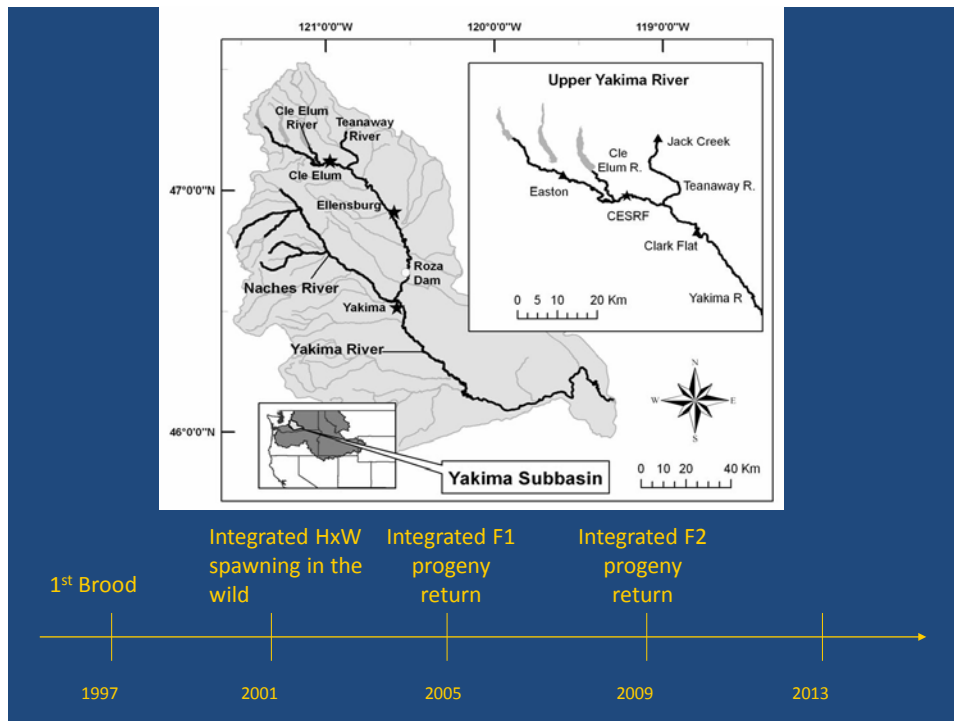 121°0'0"W
120°0'0"W
119°0'0"W
47°0'0"N
46°0'0"N
Cle Elum
River
Teanaway
River
Cle Elum
Ellensburg
Roza
Dam
Naches River
Yakima
Yakima River
Yakima Subbasin
Upper Yakima River
Jack Creek
Cle
Elum R.
Teanaway R.
Easton
CESRF
Clark Flat
Yakima R
0 5 10 20 Km
N
W E
S
0 10 20 40 Km
1st Brood
Integrated HxW
spawning in the
wild
Integrated F1
progeny
return
Integrated F2
progeny
return
1997
2001
2005
2009
2013